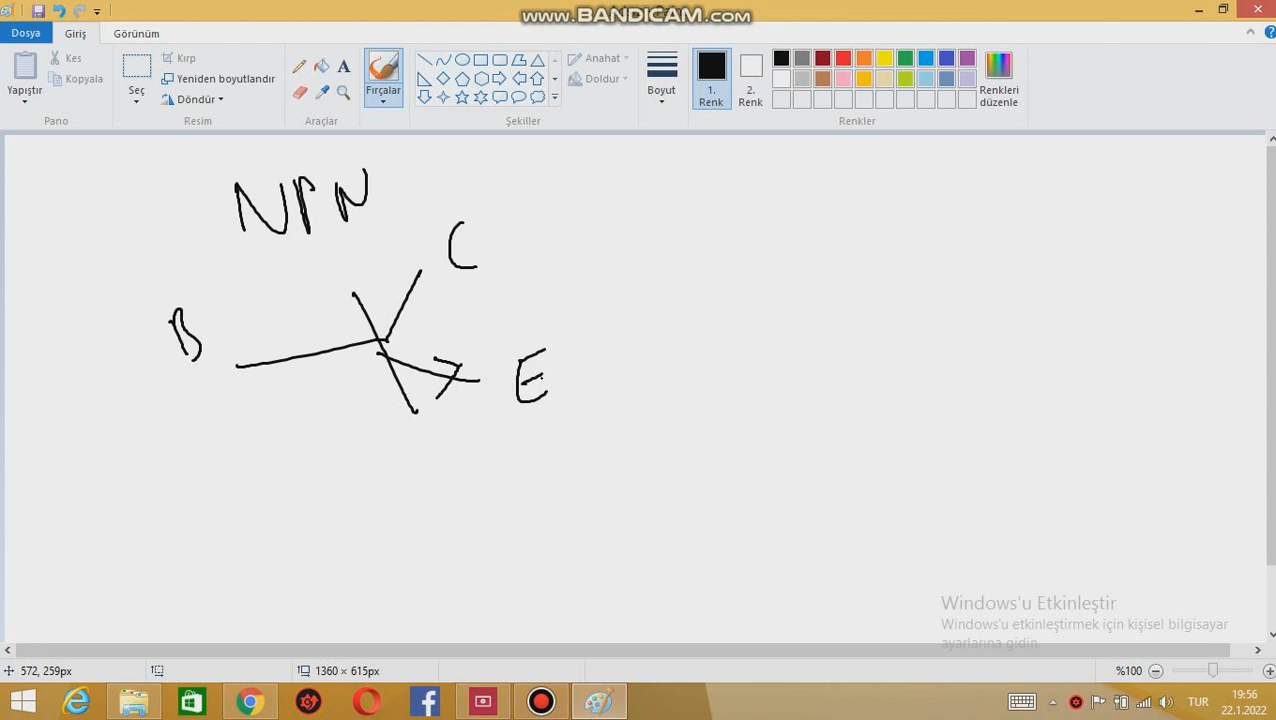 www.BANDICAM.com
Dosya Giriş Görünüm
Yapıştır
Kes
Kopyala
Pano
Seç
Kırp
Yeniden boyutlandır
Döndür
Resim
A
Araçlar
Fırçalar
Anahat
Doldur
Şekiller
Boyut
1.
Renk
2.
Renk
Renkleri
düzenle
Renkler
NPN
C
B
E
Windows'u Etkinleştir
Windows'u etkinleştirmek için kişisel bilgisayar
ayarlarına gidin.
572, 259px
1360 × 615px
%100
TUR
19:56
22.1.2022